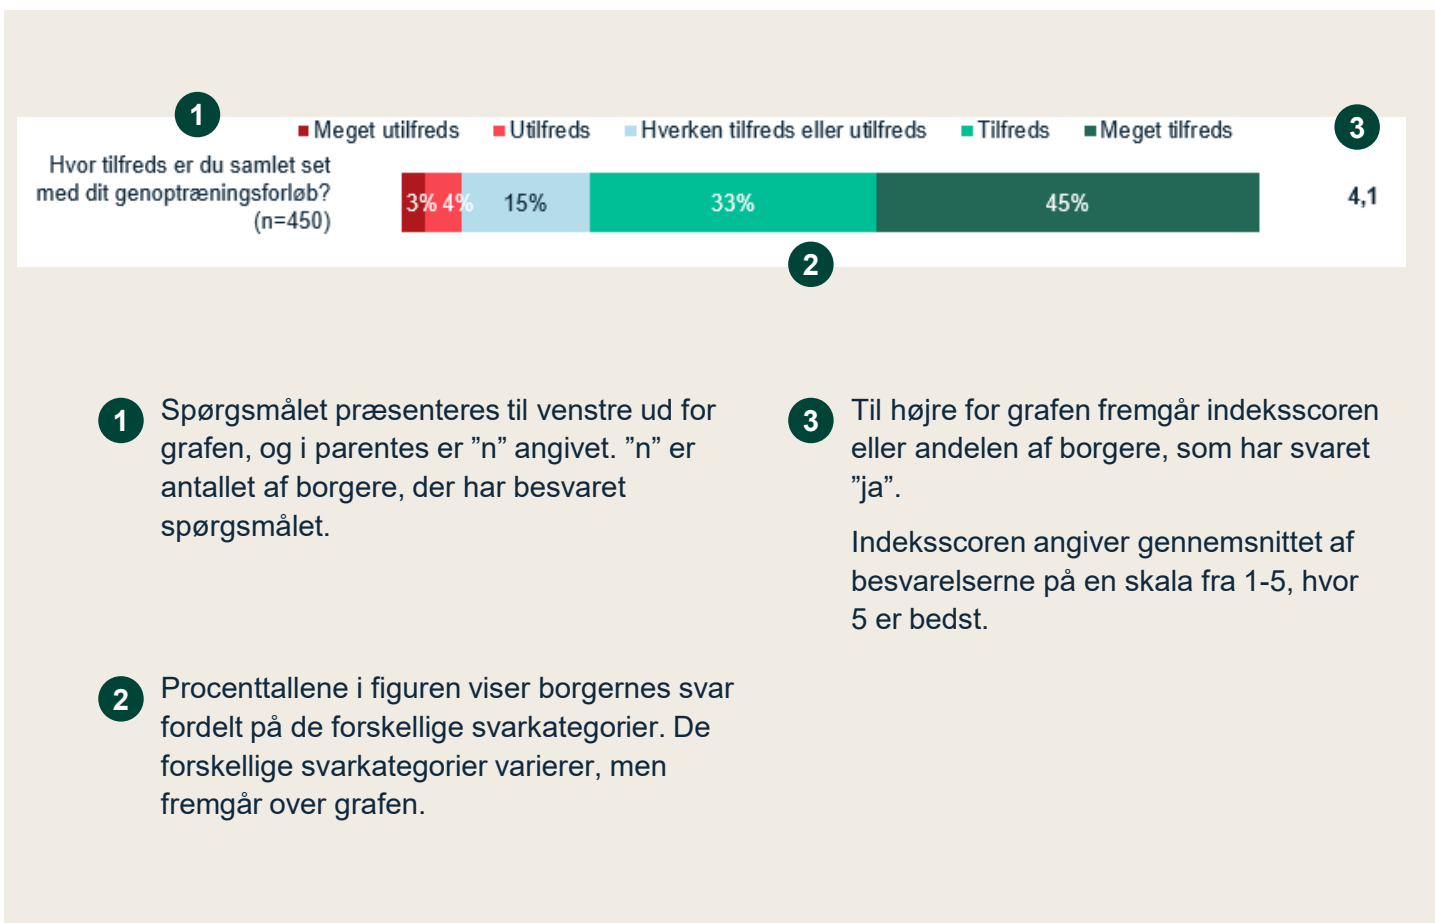 1
Meget utilfreds Utilfreds Hverken tilfreds eller utilfreds Tilfreds Meget tilfreds
3
Hvor tilfreds er du samlet set
med dit genoptræningsforløb?
(n=450)
3% 4% 15% 33% 45%
4,1
2
1
Spørgsmålet præsenteres til venstre ud for
grafen, og i parentes er ”n” angivet. ”n” er
antallet af borgere, der har besvaret
spørgsmålet.
2
Procenttallene i figuren viser borgernes svar
fordelt på de forskellige svarkategorier. De
forskellige svarkategorier varierer, men
fremgår over grafen.
3
Til højre for grafen fremgår indeksscoren
eller andelen af borgere, som har svaret
”ja”.
Indeksscoren angiver gennemsnittet af
besvarelserne på en skala fra 1-5, hvor
5 er bedst.